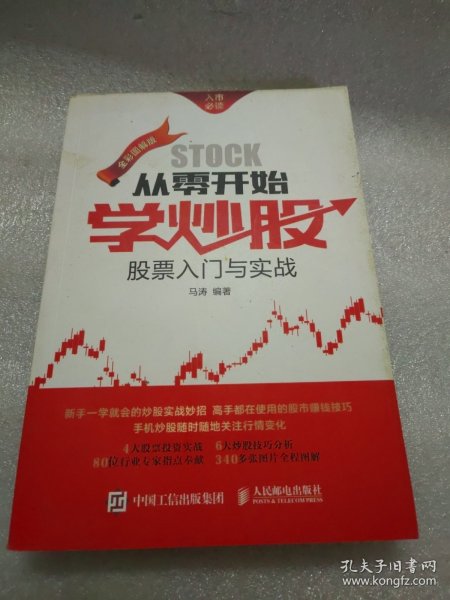 入市
必读
全彩图解版
STOCK
从零开始
学炒股
股票入门与实战
马涛 编著
新手一学就会的炒股实战妙招 高手都在使用的股市赚钱技巧
手机炒股随时随地关注行情变化
4大股票投资实战 6大炒股技巧分析
80位行业专家指点奉献 340多张图片全程图解
中国工信出版集团 人民邮电出版社
POSTS & TELECOM PRESS
孔夫子旧书网
www.kongfz.com